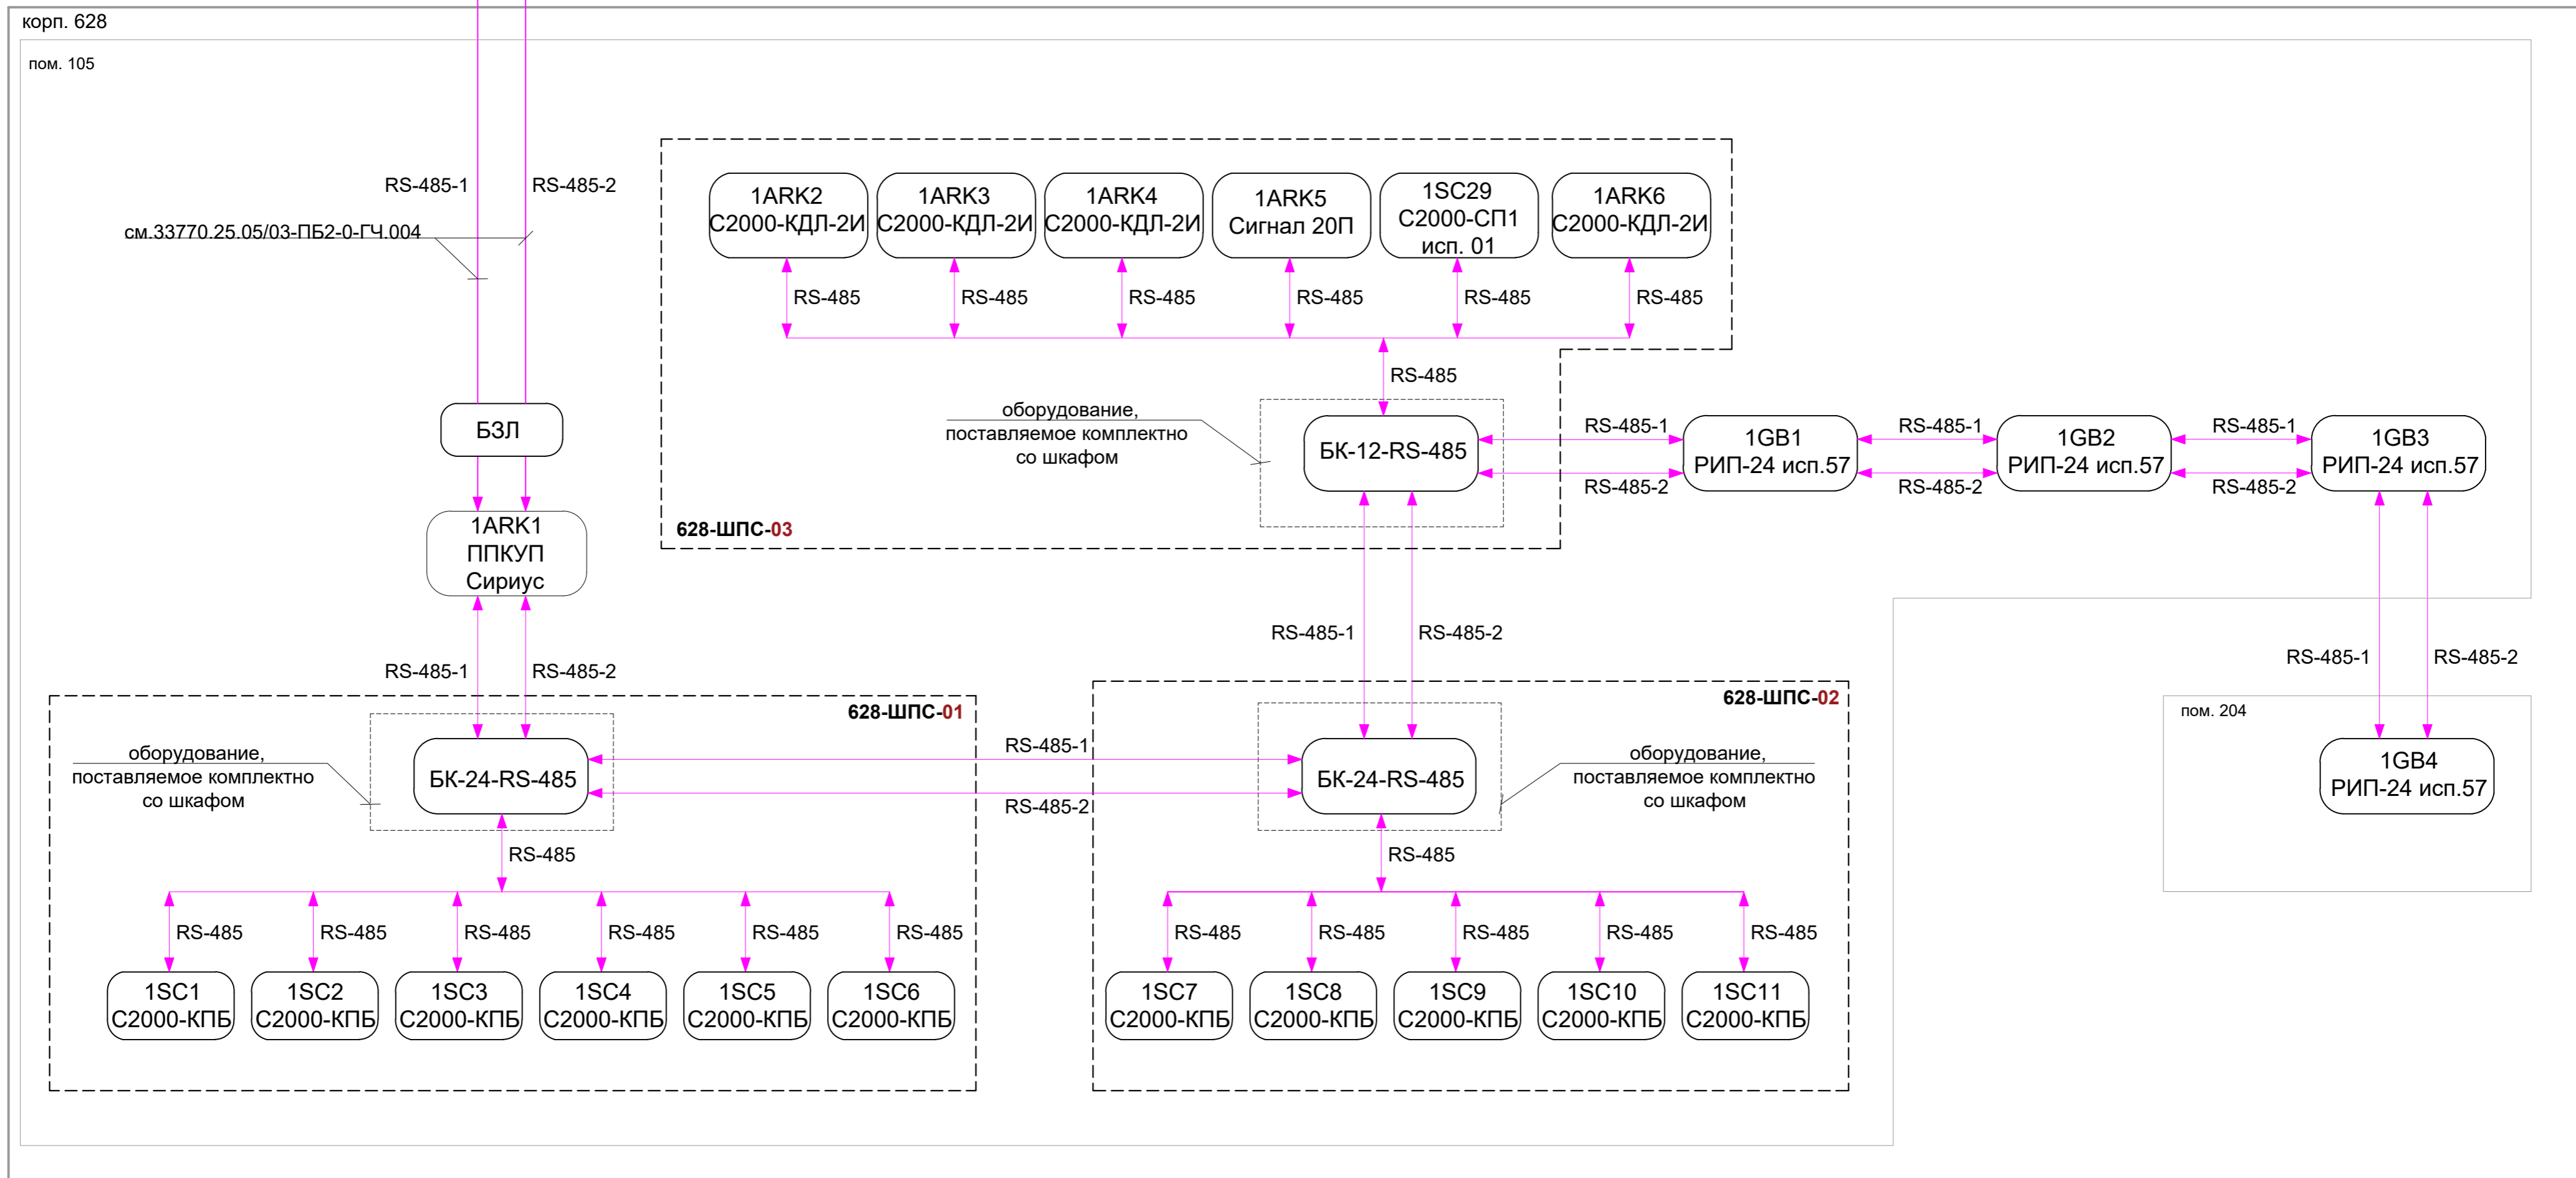 корп. 628
пом. 105
RS-485-1
RS-485-2
см.33770.25.05/03-ПБ2-0-ГЧ.004
1ARK2
С2000-КДЛ-2И
1ARK3
С2000-КДЛ-2И
1ARK4
С2000-КДЛ-2И
1ARK5
Сигнал 20П
1SC29
С2000-СП1
исп. 01
1ARK6
С2000-КДЛ-2И
RS-485
RS-485
RS-485
RS-485
RS-485
RS-485
RS-485
оборудование,
поставляемое комплектно
со шкафом
БК-12-RS-485
628-ШПС-03
БЗЛ
1ARK1
ППКУП
Сириус
RS-485-1
RS-485-2
1GB1
РИП-24 исп.57
RS-485-1
RS-485-2
1GB2
РИП-24 исп.57
RS-485-1
RS-485-2
1GB3
РИП-24 исп.57
RS-485-1
RS-485-2
RS-485-1
RS-485-2
RS-485-1
RS-485-2
628-ШПС-01
оборудование,
поставляемое комплектно
со шкафом
БК-24-RS-485
RS-485-1
RS-485-2
RS-485
RS-485
RS-485
RS-485
RS-485
RS-485
RS-485
1SC1
С2000-КПБ
1SC2
С2000-КПБ
1SC3
С2000-КПБ
1SC4
С2000-КПБ
1SC5
С2000-КПБ
1SC6
С2000-КПБ
628-ШПС-02
БК-24-RS-485
оборудование,
поставляемое комплектно
со шкафом
RS-485
RS-485
RS-485
RS-485
RS-485
RS-485
1SC7
С2000-КПБ
1SC8
С2000-КПБ
1SC9
С2000-КПБ
1SC10
С2000-КПБ
1SC11
С2000-КПБ
пом. 204
1GB4
РИП-24 исп.57